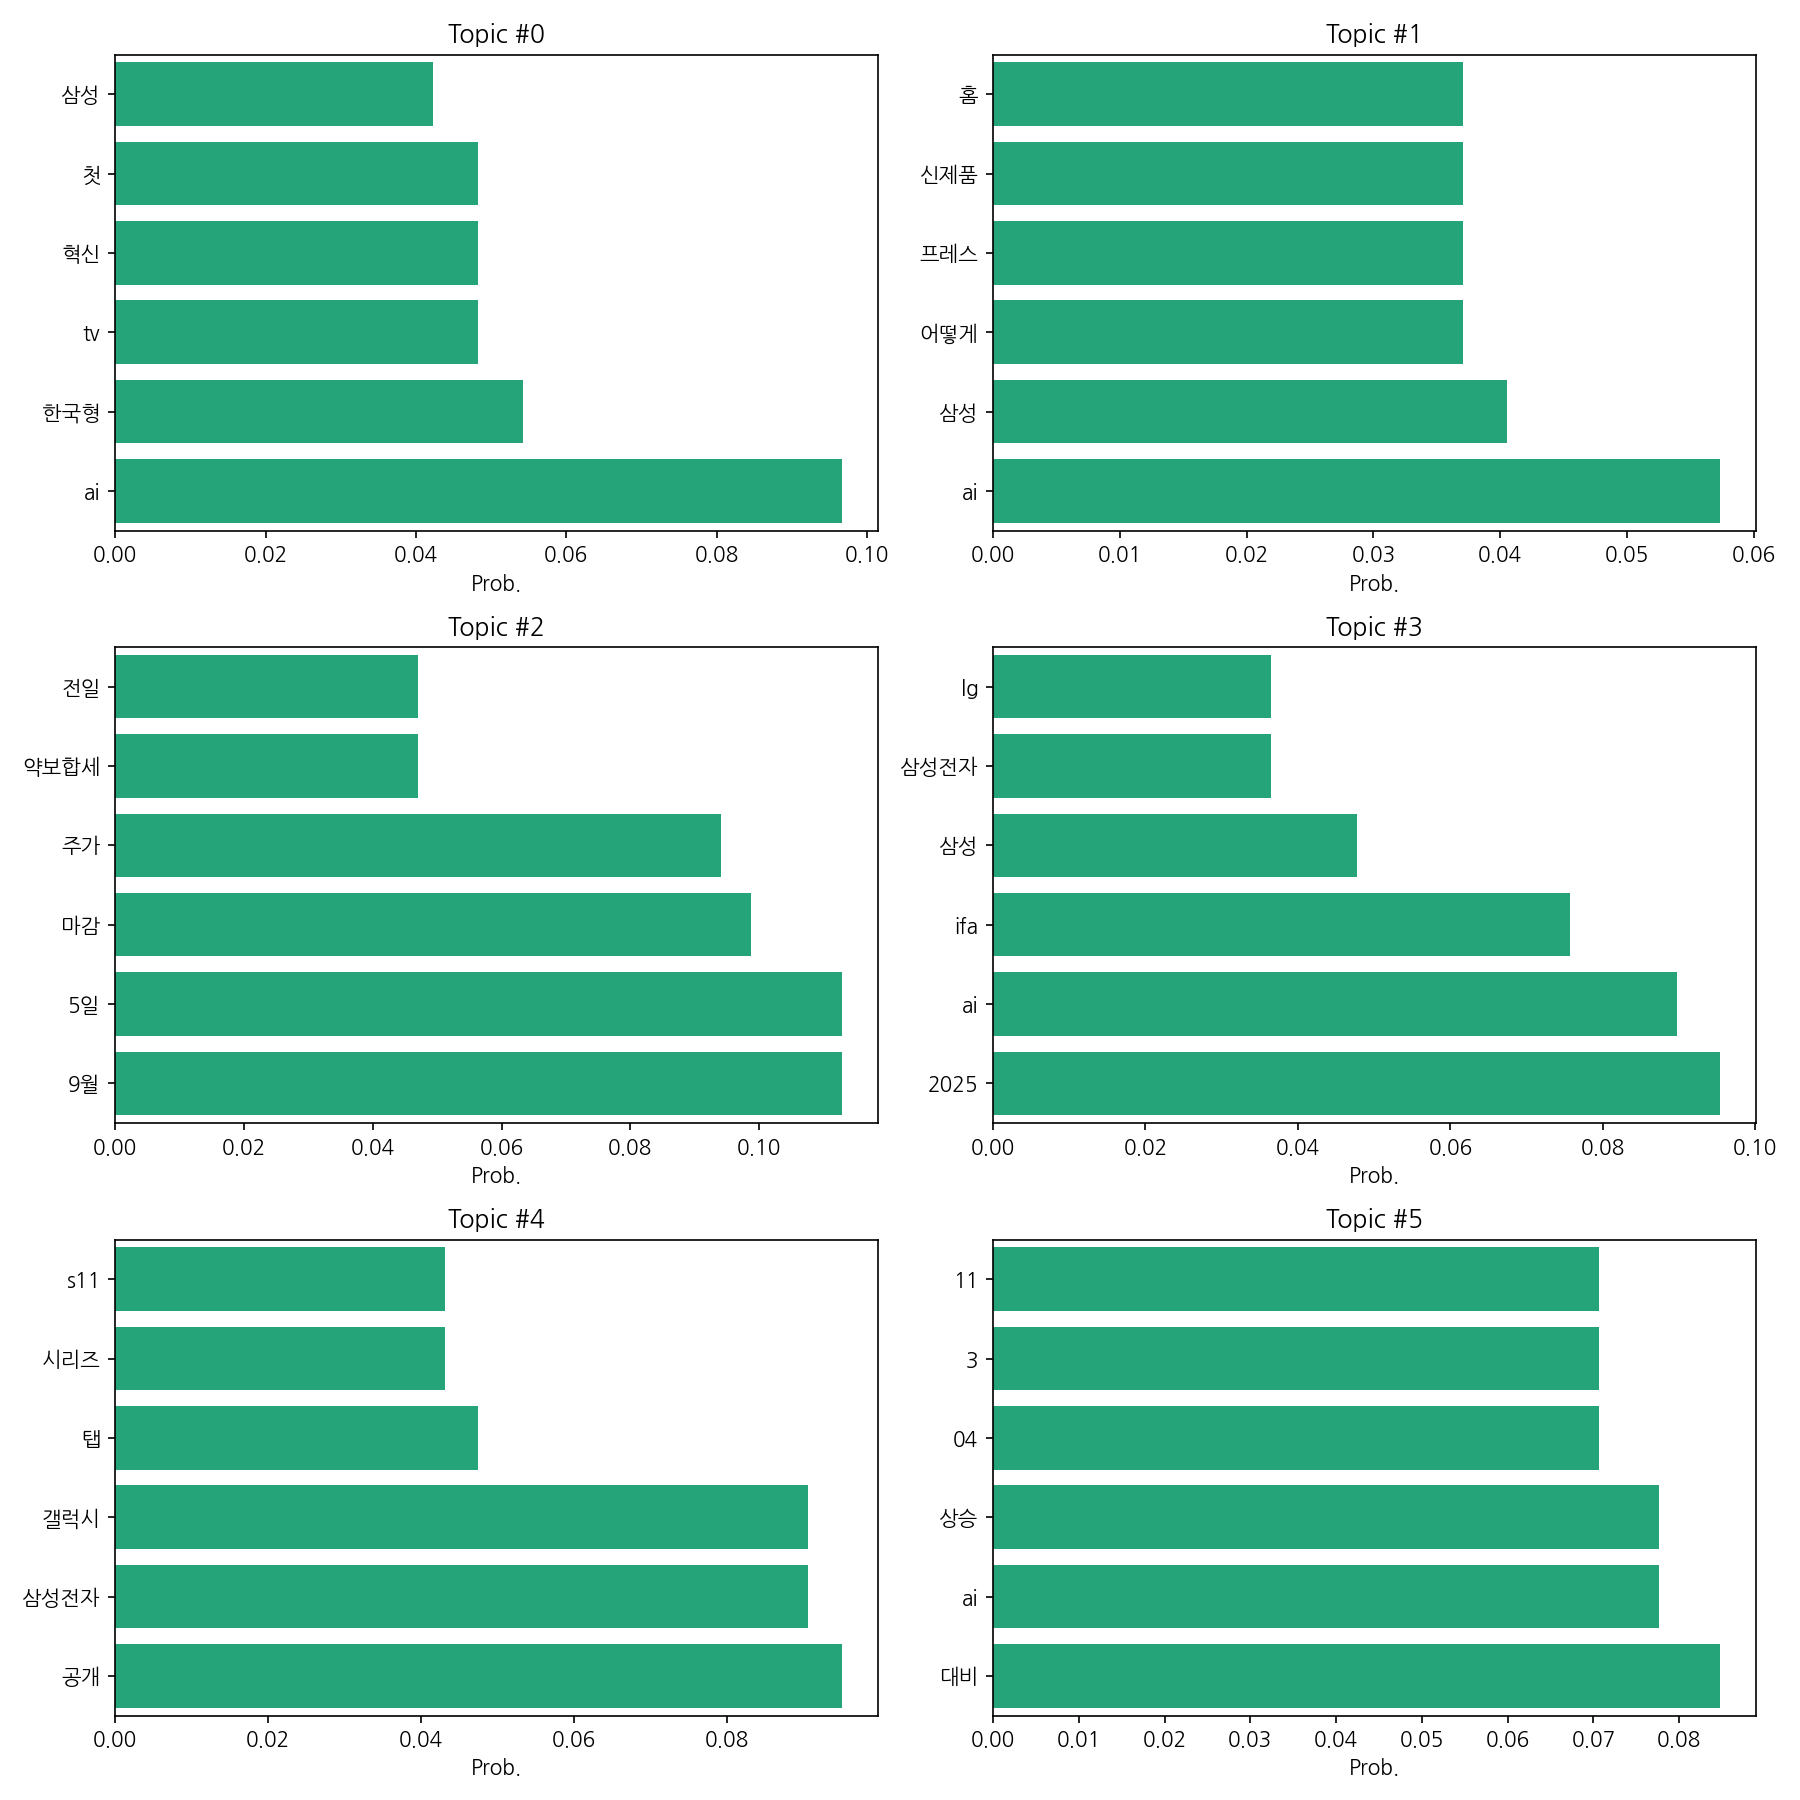 Topic #0
삼성
첫
혁신
tv
한국형
ai
0.00 0.02 0.04 0.06 0.08 0.10
Prob.
Topic #1
홈
신제품
프레스
어떻게
삼성
ai
0.00 0.01 0.02 0.03 0.04 0.05 0.06
Prob.
Topic #2
전일
약보합세
주가
마감
5일
9월
0.00 0.02 0.04 0.06 0.08 0.10
Prob.
Topic #3
lg
삼성전자
삼성
ifa
ai
2025
0.00 0.02 0.04 0.06 0.08 0.10
Prob.
Topic #4
s11
시리즈
탭
갤럭시
삼성전자
공개
0.00 0.02 0.04 0.06 0.08
Prob.
Topic #5
11
3
04
상승
ai
대비
0.00 0.01 0.02 0.03 0.04 0.05 0.06 0.07 0.08
Prob.